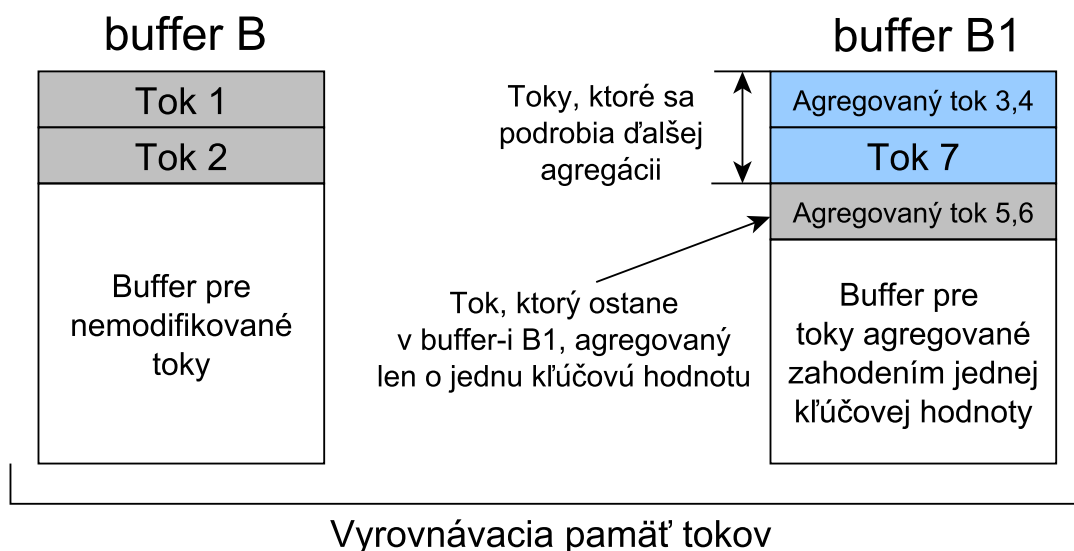 buffer B
Tok 1
Tok 2
Buffer pre
nemodifikované
toky
Toky, ktoré sa
podrobia ďalšej
agregácii
Tok, ktorý ostane
v buffer-i B1, agregovaný
len o jednu kľúčovú hodnotu
buffer B1
Agregovaný tok 3,4
Tok 7
Agregovaný tok 5,6
Buffer pre
toky agregované
zahodením jednej
kľúčovej hodnoty
Vyrovnávacia pamäť tokov